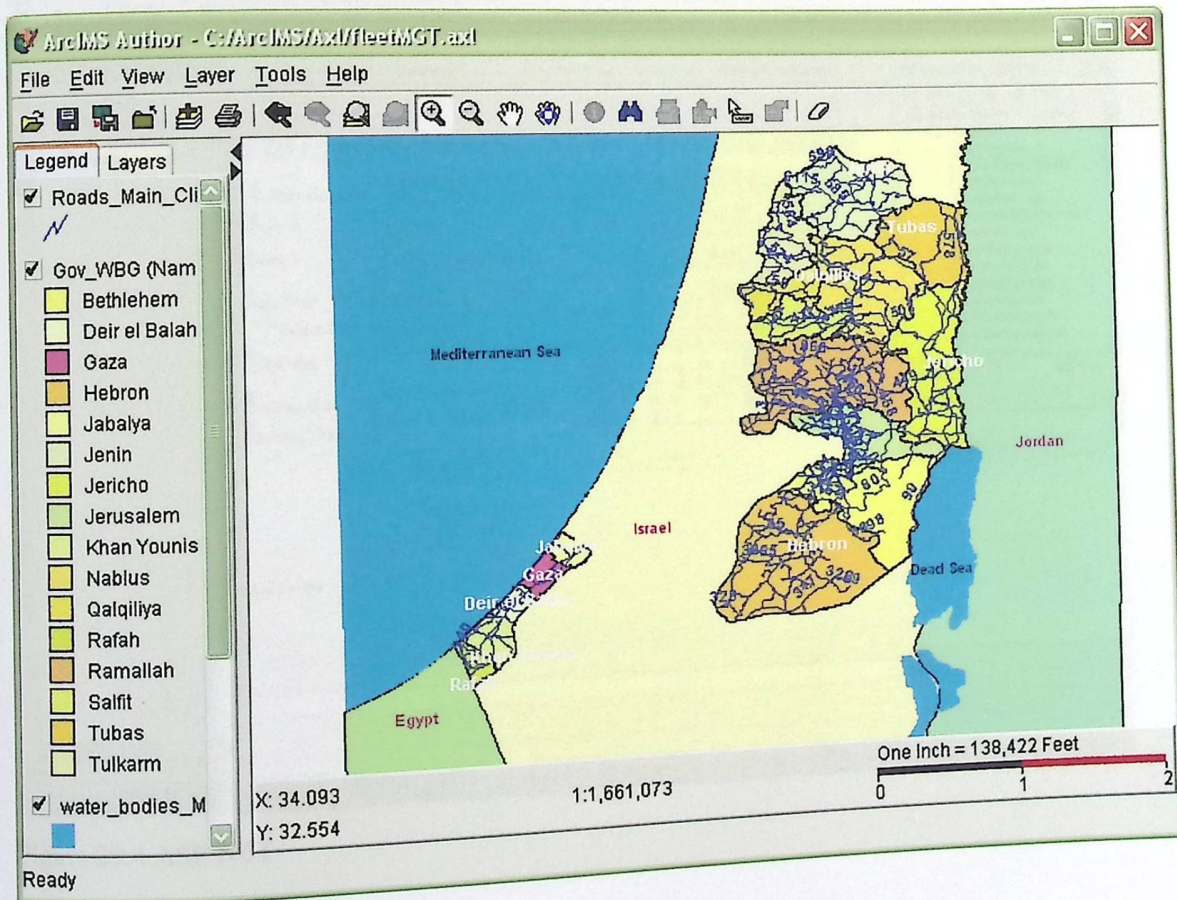 ArcIMS Author - C:/ArcIMS/Axl/fleetMGT.axl
File Edit View Layer Tools Help
Legend Layers
Roads_Main_Cli
Gov_WBG (Nam
Bethlehem
Deir el Balah
Gaza
Hebron
Jabalya
Jenin
Jericho
Jerusalem
Khan Younis
Nablus
Qalqiliya
Rafah
Ramallah
Salfit
Tubas
Tulkarm
water_bodies_M
Tubas
578
Mediterranean Sea
Jordan
Israel
90
90
Hebron
Dead Sea
Gaza
Egypt
One Inch = 138,422 Feet
0 1 2
X: 34.093
1:1,661,073
Y: 32.554
Ready